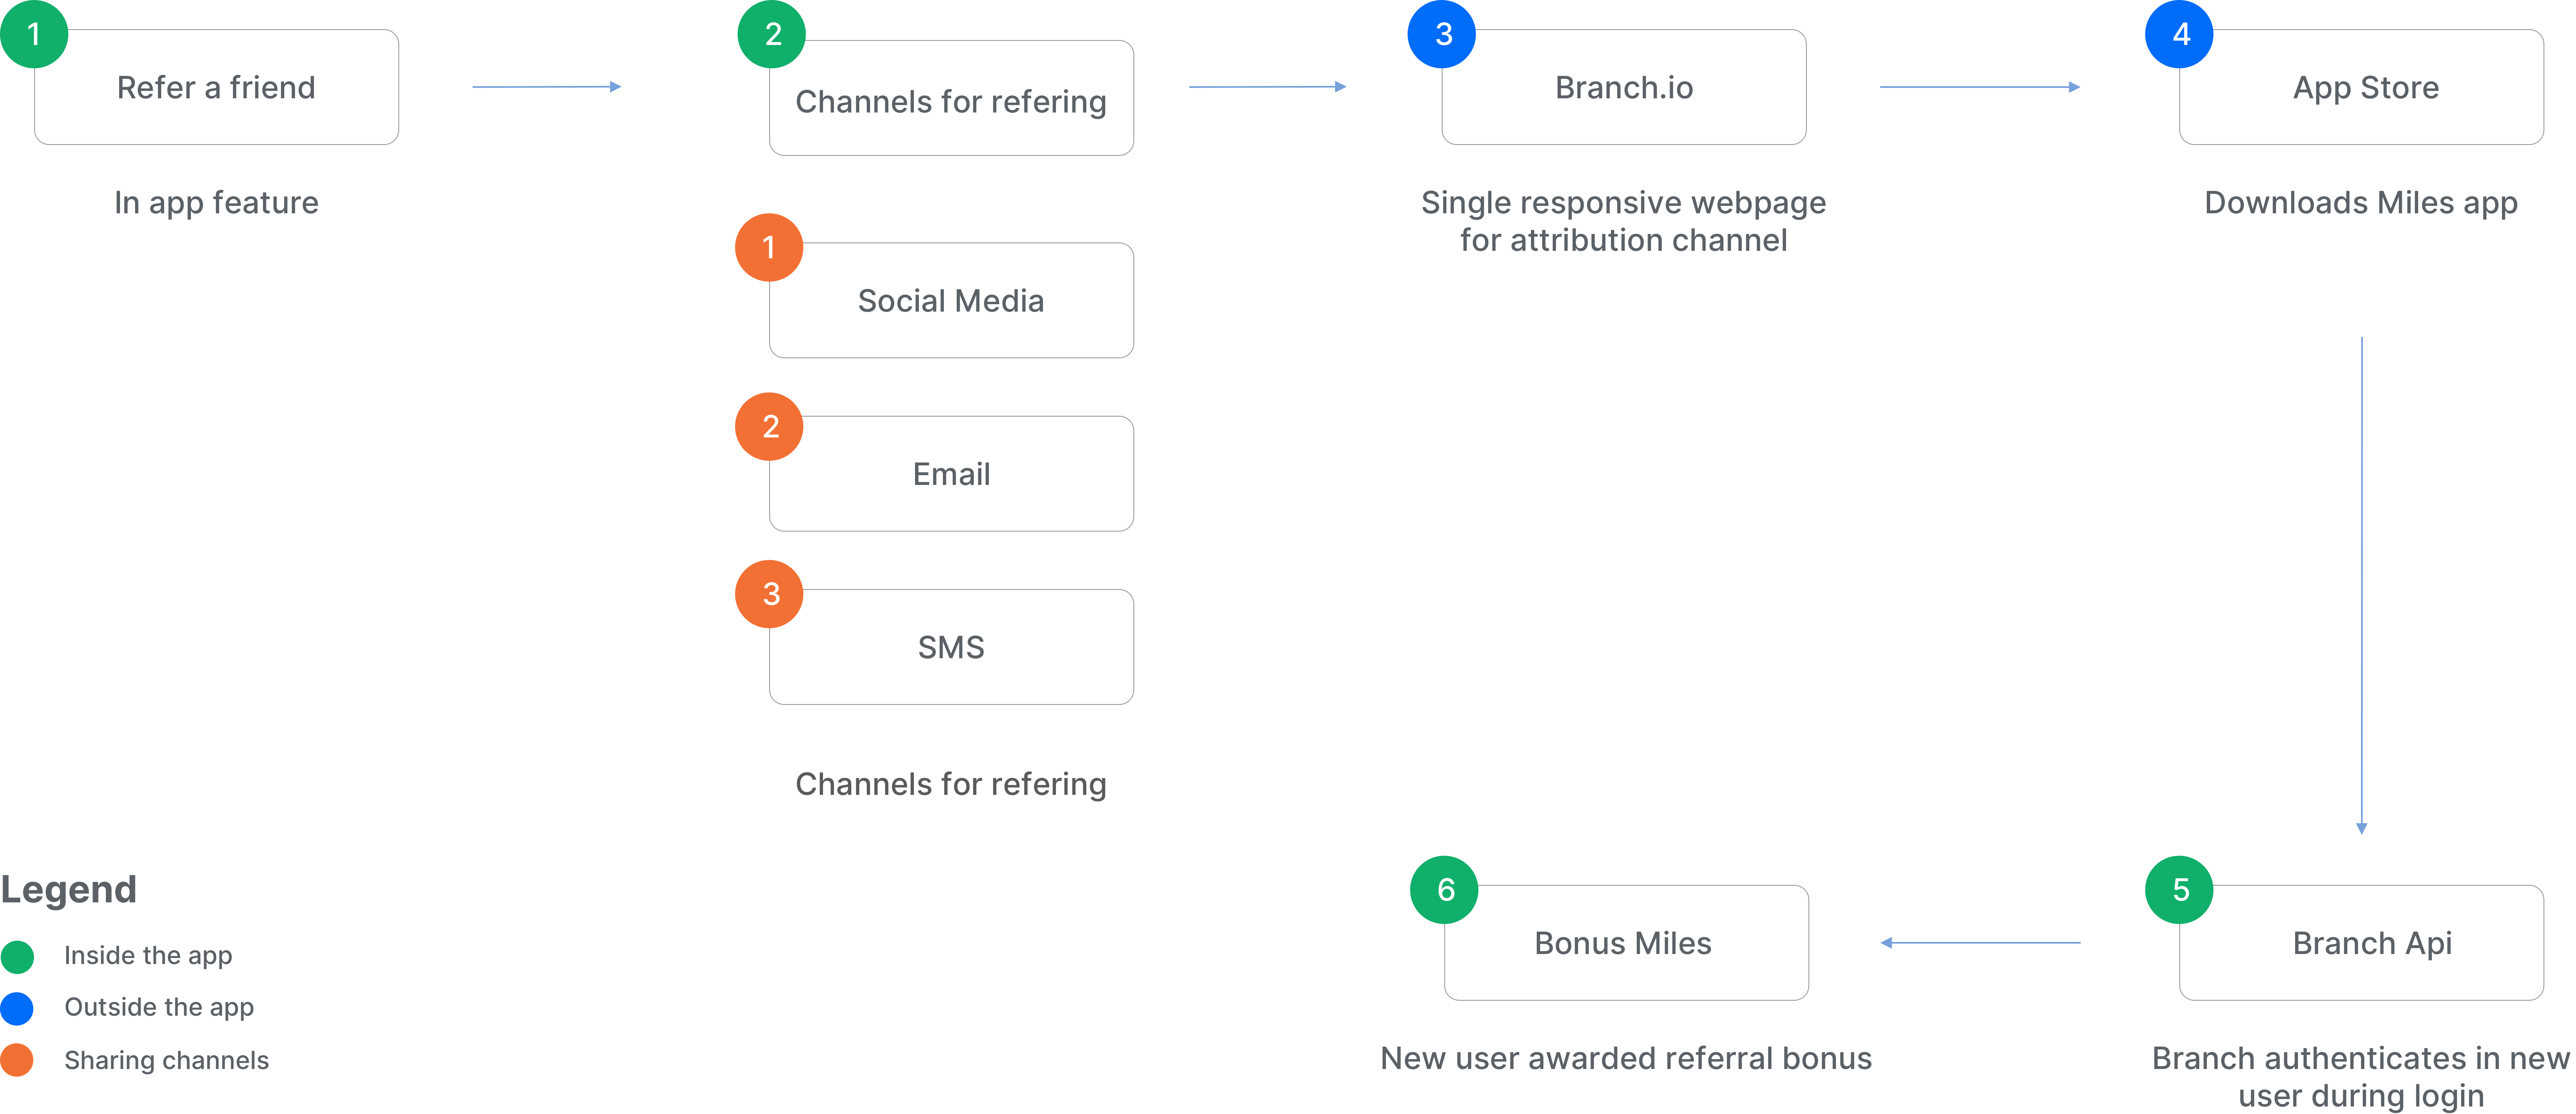 1
Refer a friend
In app feature
2
Channels for refering
1
Social Media
2
Email
3
SMS
Channels for refering
3
Branch.io
Single responsive webpage
for attribution channel
4
App Store
Downloads Miles app
5
Branch Api
Branch authenticates in new
user during login
6
Bonus Miles
New user awarded referral bonus
Legend
Inside the app
Outside the app
Sharing channels